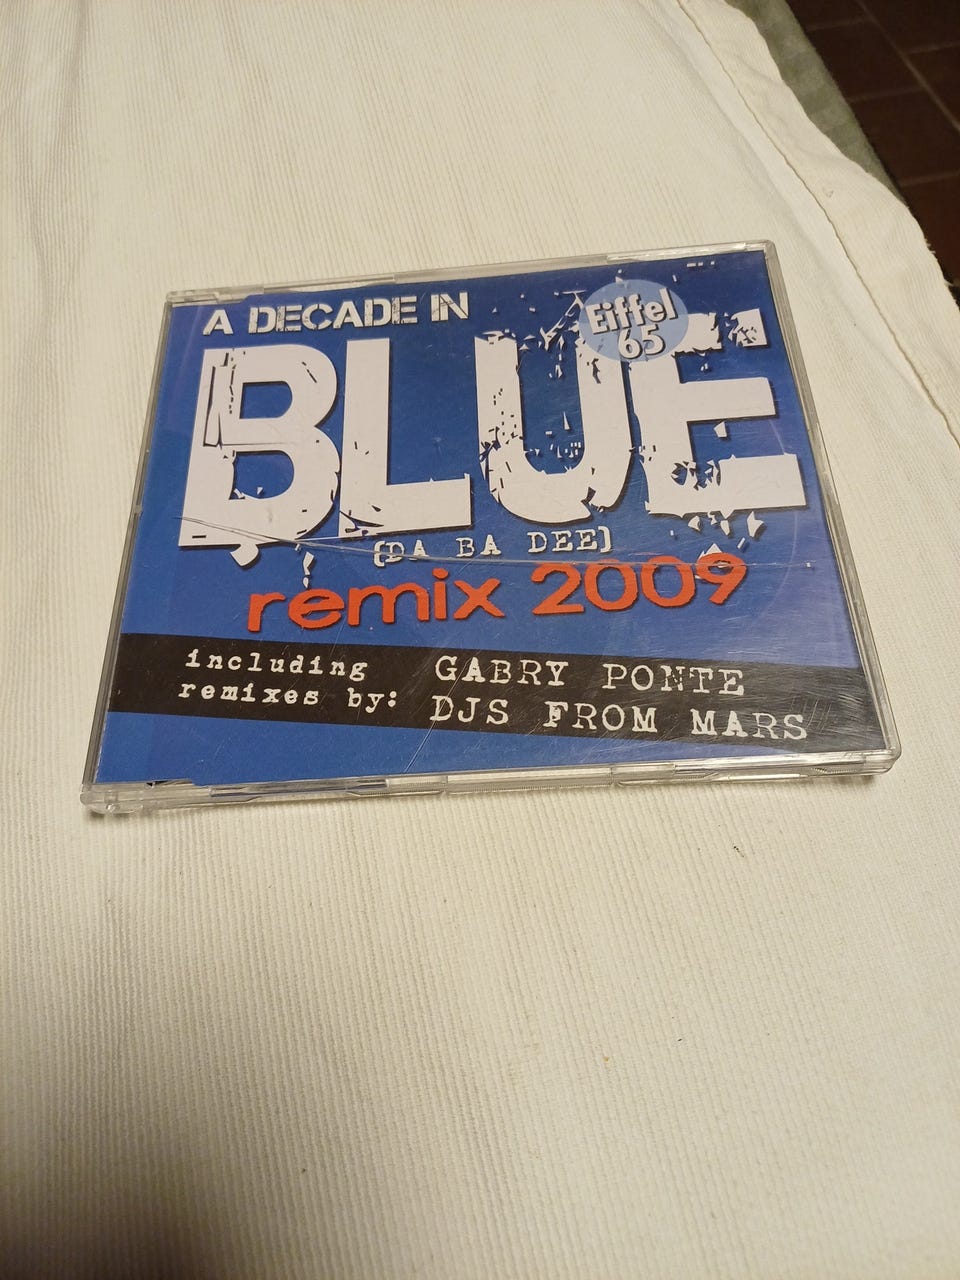 A DECADE IN
Eiffel
65
BLUE
(DA BA DEE)
remix 2009
including
remixes by:
GABRY PONTE
DJS FROM MARS